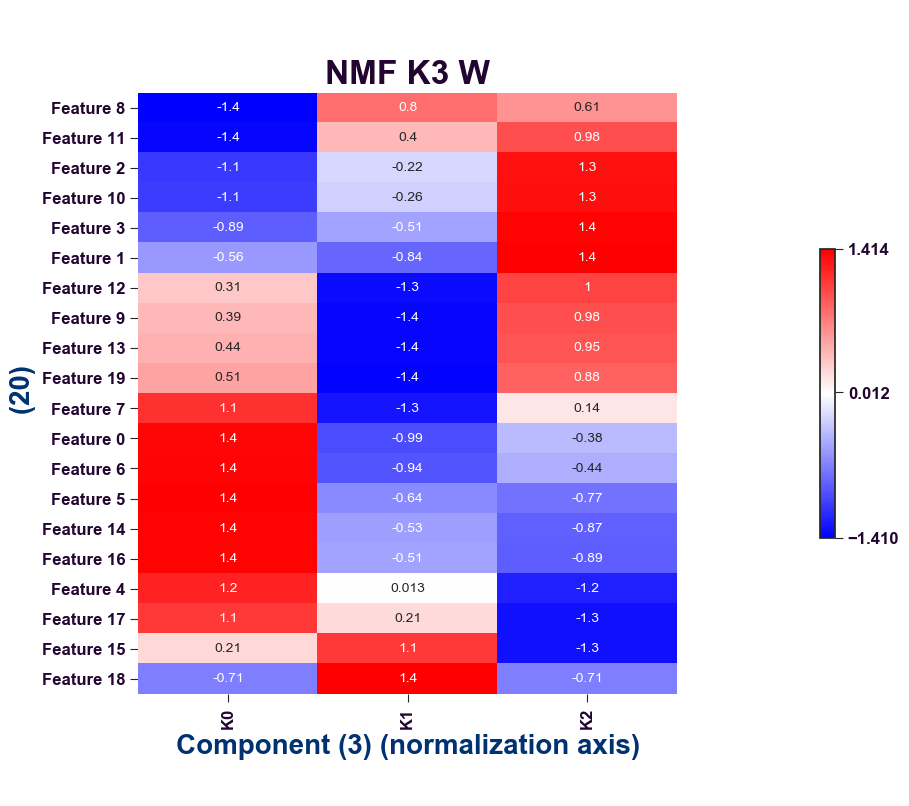 NMF K3 W
Feature 8 -1.4 0.8 0.61
Feature 11 -1.4 0.4 0.98
Feature 2 -1.1 -0.22 1.3
Feature 10 -1.1 -0.26 1.3
Feature 3 -0.89 -0.51 1.4
Feature 1 -0.56 -0.84 1.4
Feature 12 0.31 -1.3 1
Feature 9 0.39 -1.4 0.98
Feature 13 0.44 -1.4 0.95
Feature 19 0.51 -1.4 0.88
Feature 7 1.1 -1.3 0.14
Feature 0 1.4 -0.99 -0.38
Feature 6 1.4 -0.94 -0.44
Feature 5 1.4 -0.64 -0.77
Feature 14 1.4 -0.53 -0.87
Feature 16 1.4 -0.51 -0.89
Feature 4 1.2 0.013 -1.2
Feature 17 1.1 0.21 -1.3
Feature 15 0.21 1.1 -1.3
Feature 18 -0.71 1.4 -0.71
(20)
K0 K1 K2
Component (3) (normalization axis)
1.414
0.012
−1.410